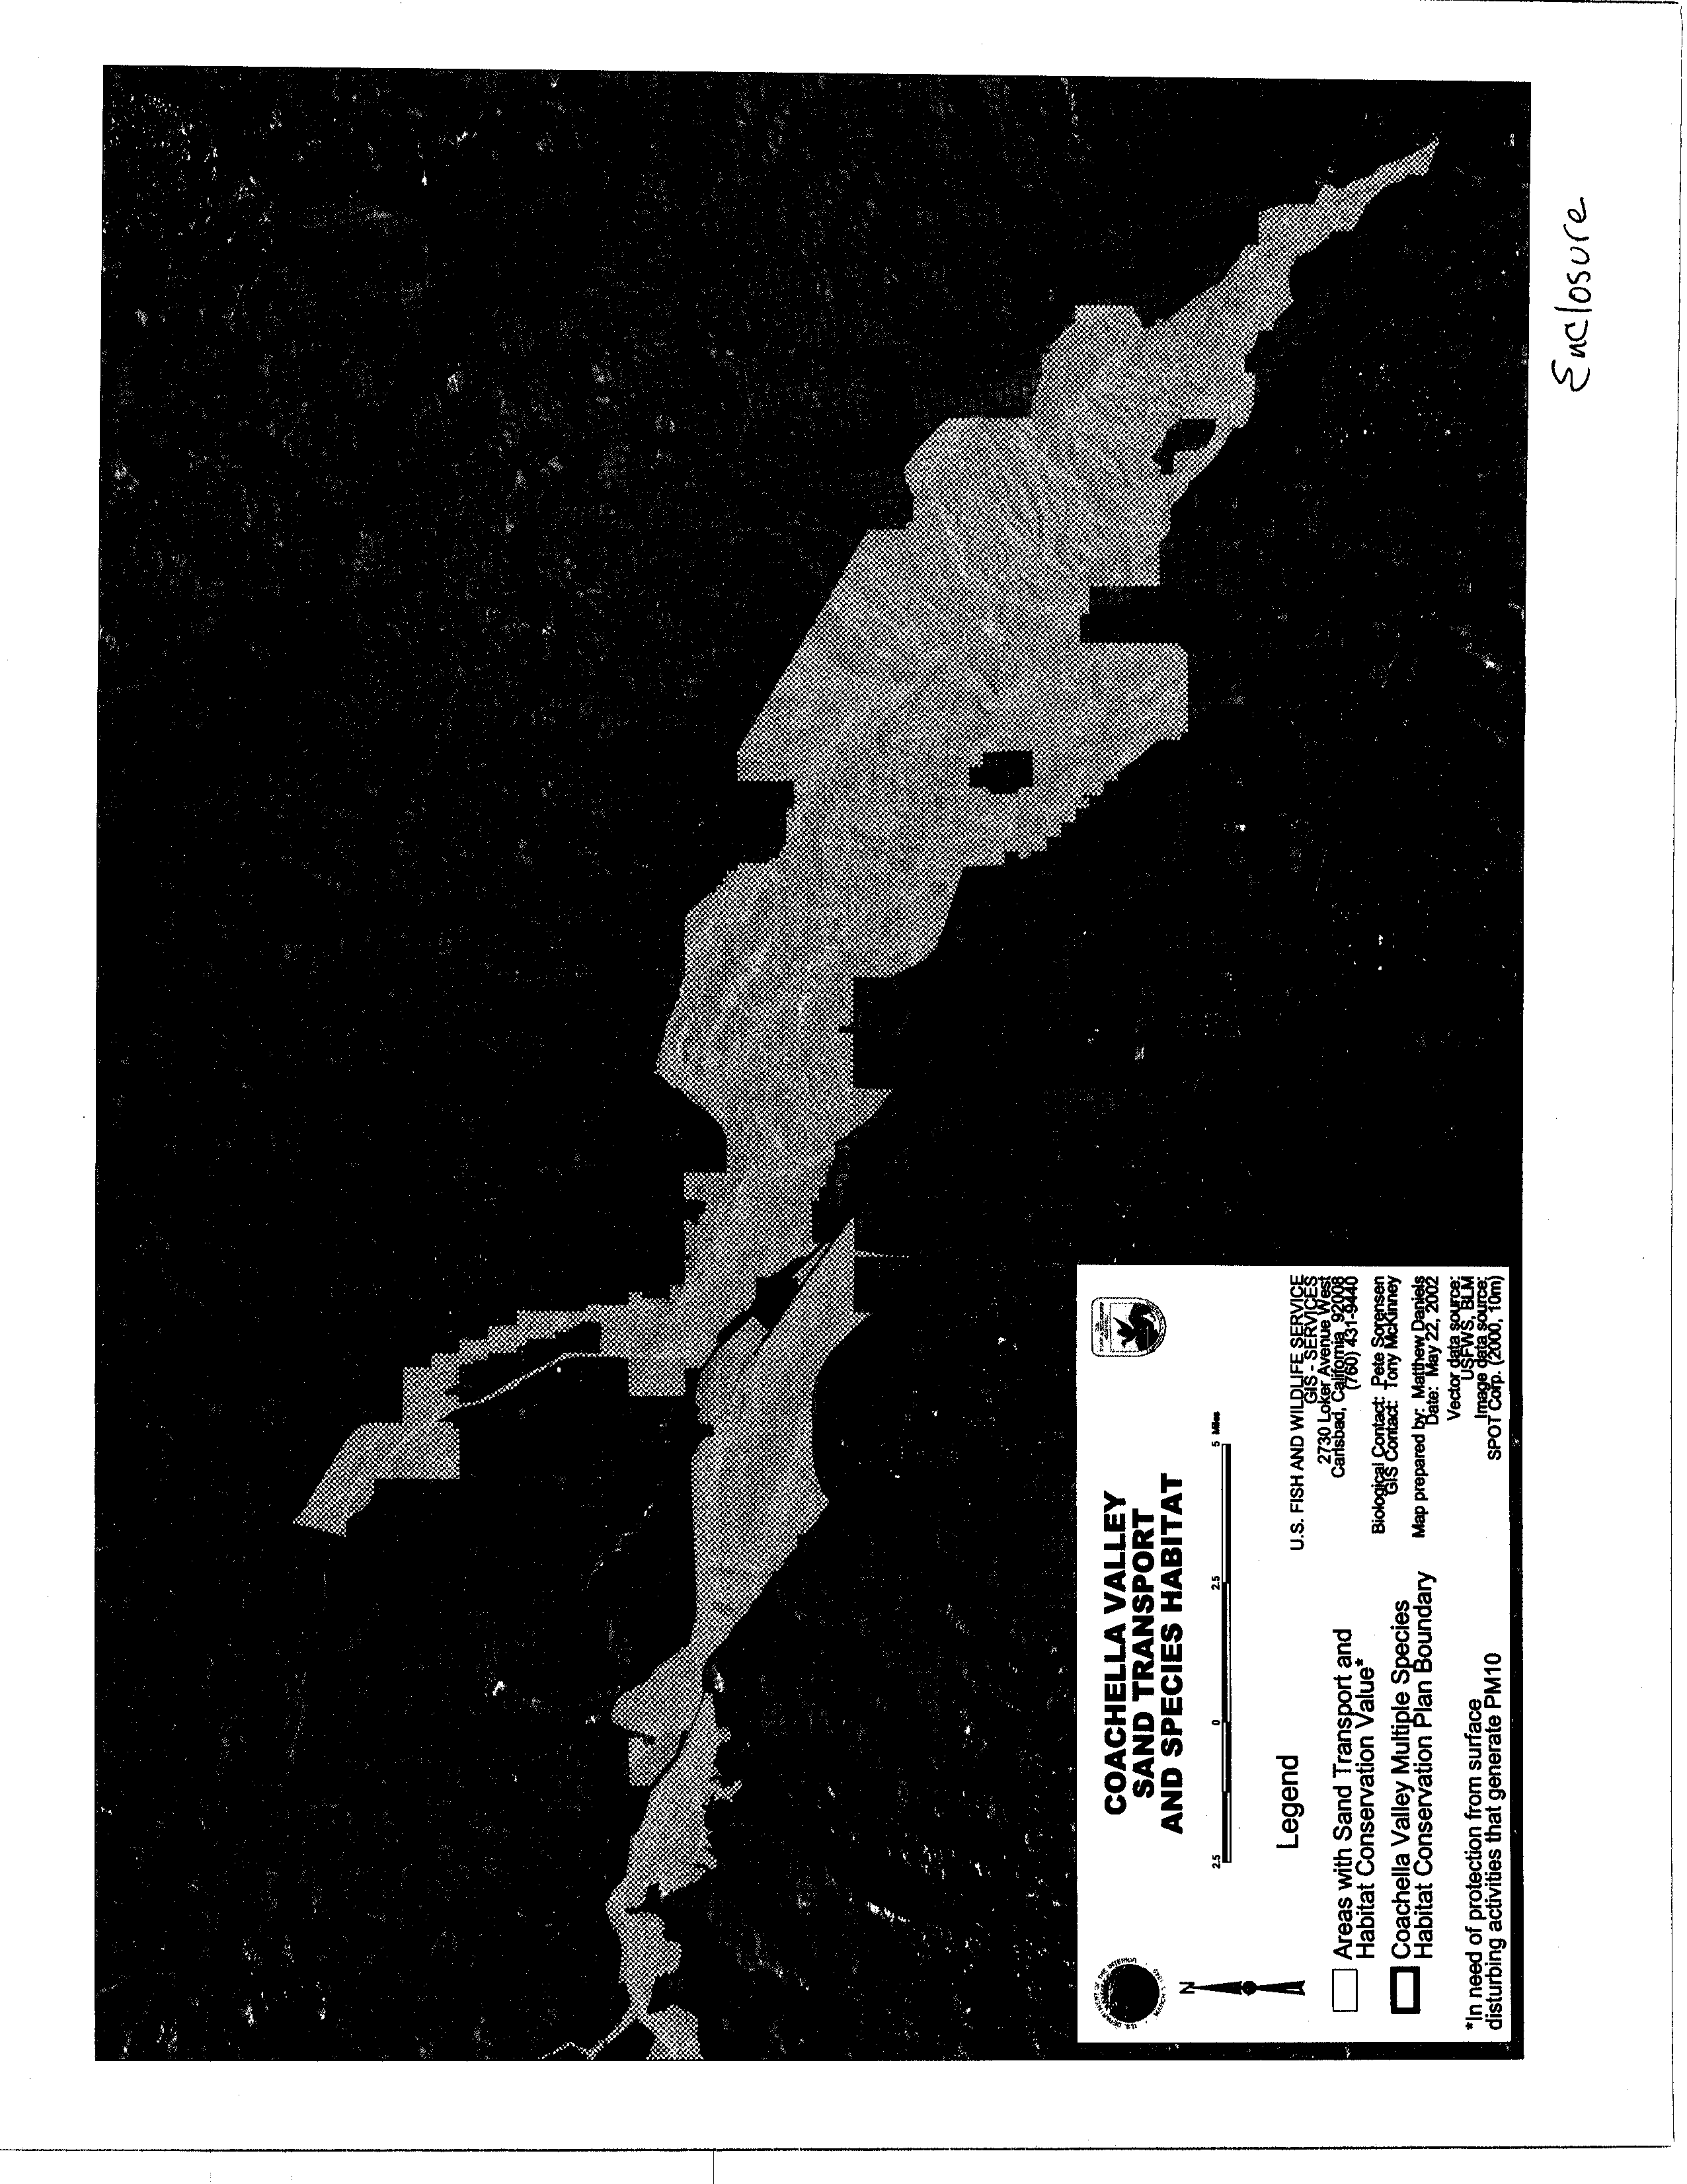 Enclosure
COACHELLA VALLEY
SAND TRANSPORT
AND SPECIES HABITAT
2.5 0 2.5 5 Miles
N
Legend
Areas with Sand Transport and
Habitat Conservation Value*
Coachella Valley Multiple Species
Habitat Conservation Plan Boundary
*In need of protection from surface
disturbing activities that generate PM10
U.S. FISH AND WILDLIFE SERVICE
GIS - SERVICES
2730 Loker Avenue West
Carlsbad, California 92008
(760) 431-9440
Biological Contact: Pete Sorensen
GIS Contact: Tony McKinney
Map prepared by: Matthew Daniels
Date: May 22, 2002
Vector data source:
USFWS, BLM
Image data source:
SPOT Corp. (2000, 10m)